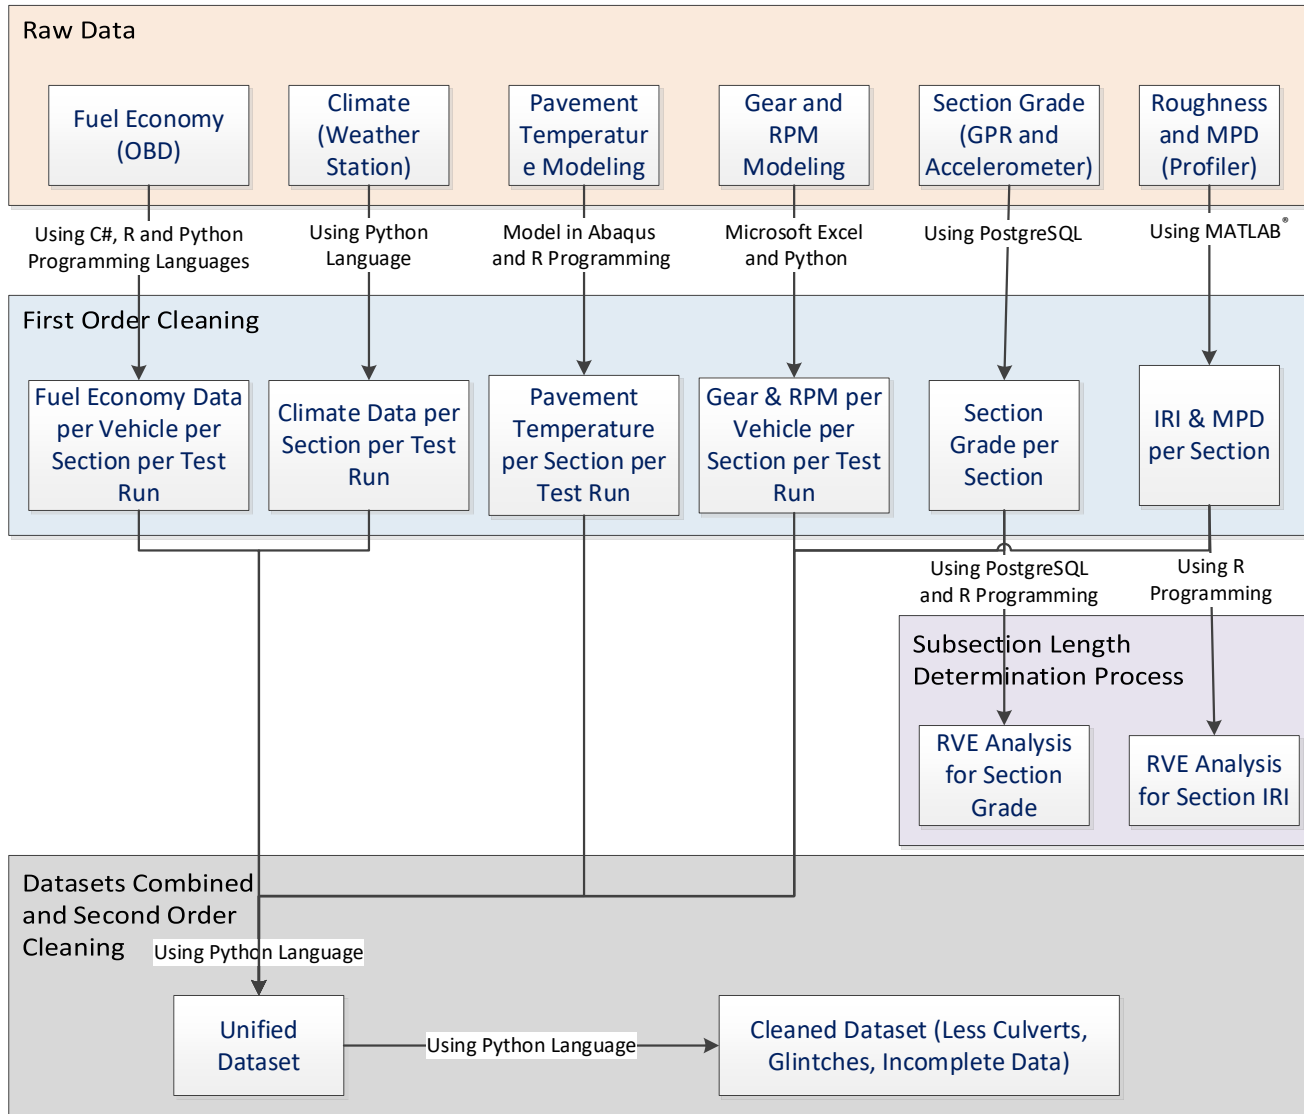 Raw Data
Fuel Economy
(OBD)
Climate
(Weather
Station)
Pavement
Temperatur
e Modeling
Gear and
RPM
Modeling
Section Grade
(GPR and
Accelerometer)
Roughness
and MPD
(Profiler)
Using C#, R and Python
Programming Languages
Using Python
Language
Model in Abaqus
and R Programming
Microsoft Excel
and Python
Using PostgreSQL
Using MATLAB®
First Order Cleaning
Fuel Economy Data
per Vehicle per
Section per Test
Run
Climate Data per
Section per Test
Run
Pavement
Temperature
per Section per
Test Run
Gear & RPM per
Vehicle per
Section per Test
Run
Section
Grade per
Section
IRI & MPD
per Section
Using PostgreSQL
and R Programming
Using R
Programming
Subsection Length
Determination Process
RVE Analysis
for Section
Grade
RVE Analysis
for Section IRI
Datasets Combined
and Second Order
Cleaning
Using Python Language
Unified
Dataset
Using Python Language
Cleaned Dataset (Less Culverts,
Glintches, Incomplete Data)